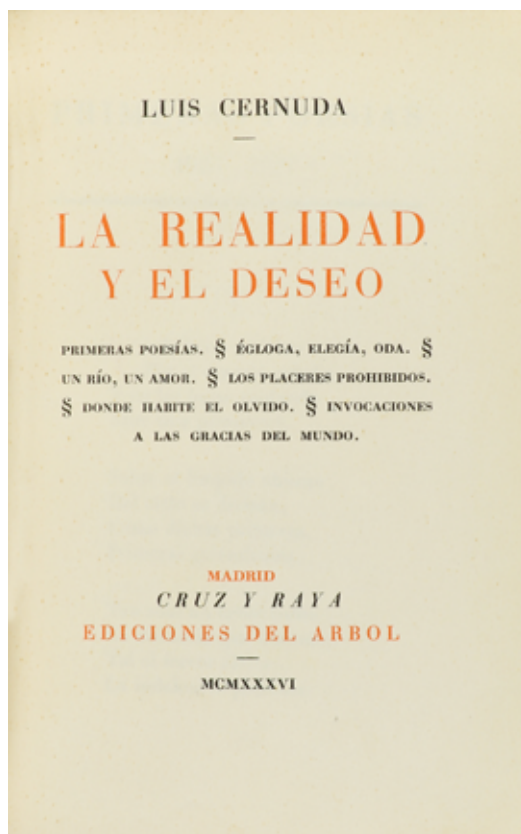 LUIS CERNUDA
LA REALIDAD
Y EL DESEO
PRIMERAS POESÍAS. § ÉGLOGA, ELEGÍA, ODA. §
UN RÍO, UN AMOR. § LOS PLACERES PROHIBIDOS.
§ DONDE HABITE EL OLVIDO. § INVOCACIONES
A LAS GRACIAS DEL MUNDO.
MADRID
CRUZ Y RAYA
EDICIONES DEL ARBOL
MCMXXXVI